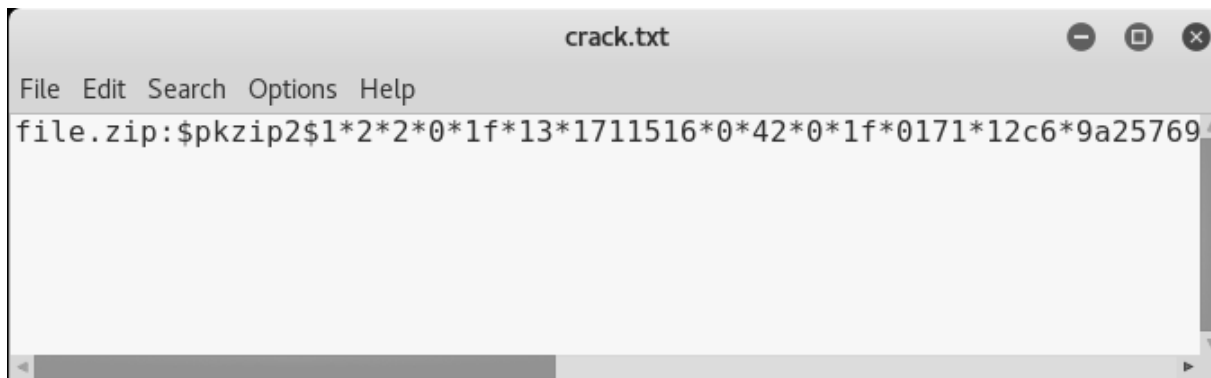 crack.txt
File Edit Search Options Help
file.zip:$pkzip2$1*2*2*0*1f*13*1711516*0*42*0*1f*0171*12c6*9a25769